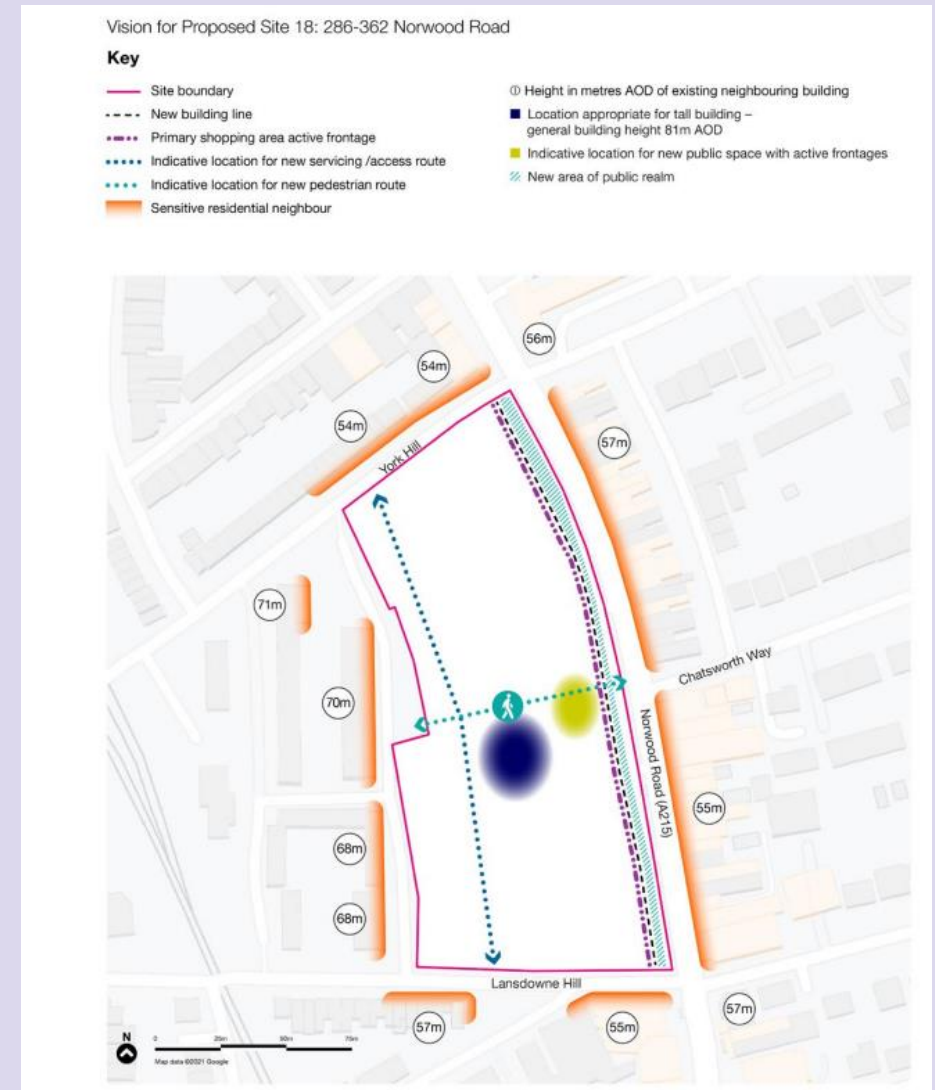 Vision for Proposed Site 18: 286-362 Norwood Road
Key
Site boundary
New building line
Primary shopping area active frontage
Indicative location for new servicing /access route
Indicative location for new pedestrian route
Sensitive residential neighbour
Height in metres AOD of existing neighbouring building
Location appropriate for tall building –
general building height 81m AOD
Indicative location for new public space with active frontages
New area of public realm
56m
54m
54m
57m
York Hill
71m
Chatsworth Way
70m
Norwood Road (A215)
55m
68m
68m
Lansdowne Hill
57m
55m
57m
N
0 25m 50m 75m
Map data ©2021 Google